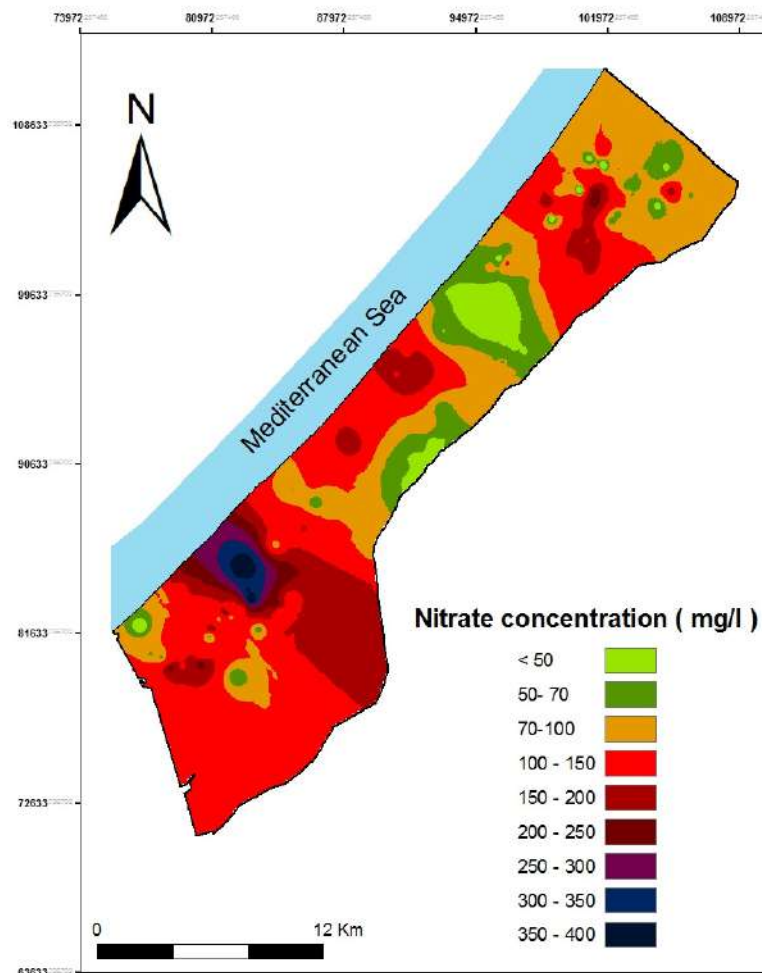 73972 80972 87972 94972 101972 108972
N
108633
99633
90633
81633
72633
63633
Mediterranean Sea
Nitrate concentration ( mg/l )
< 50
50- 70
70-100
100 - 150
150 - 200
200 - 250
250 - 300
300 - 350
350 - 400
0 12 Km